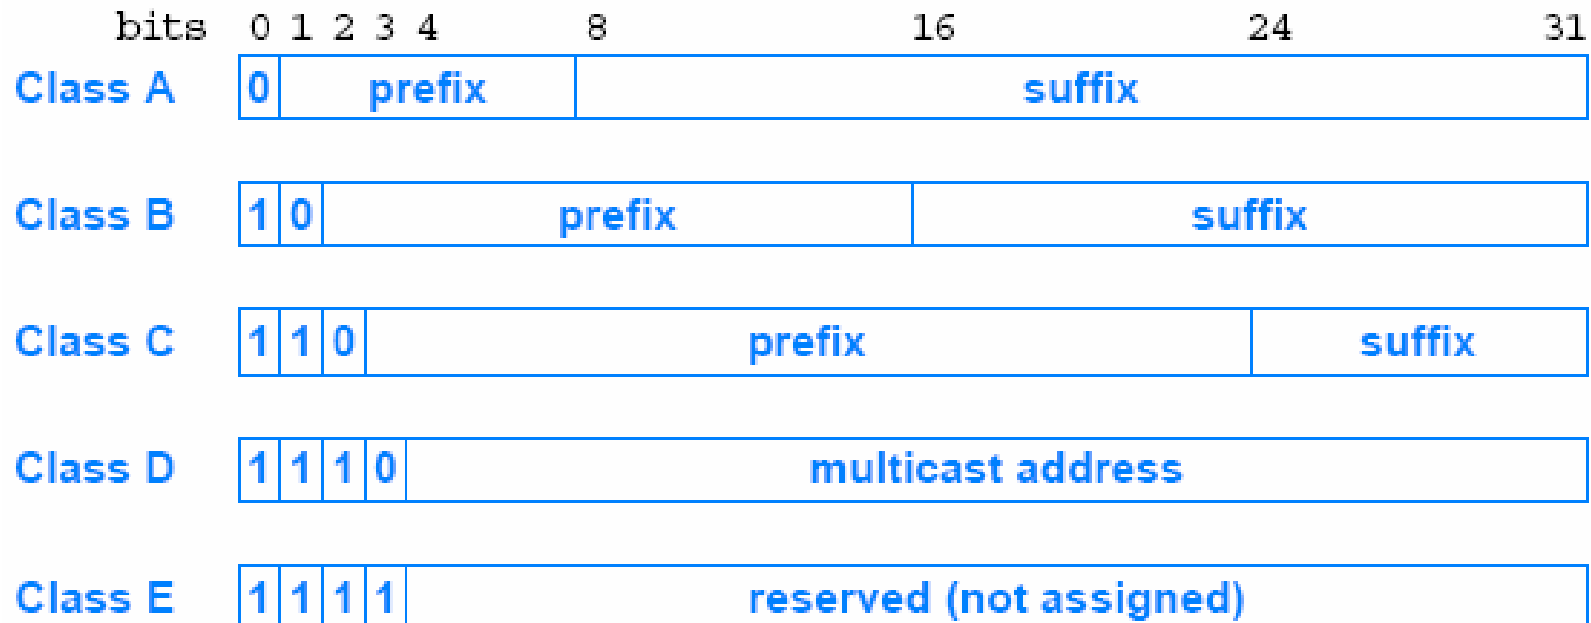 bits 0 1 2 3 4 8 16 24 31
Class A 0 prefix suffix
Class B 1 0 prefix suffix
Class C 1 1 0 prefix suffix
Class D 1 1 1 0 multicast address
Class E 1 1 1 1 reserved (not assigned)